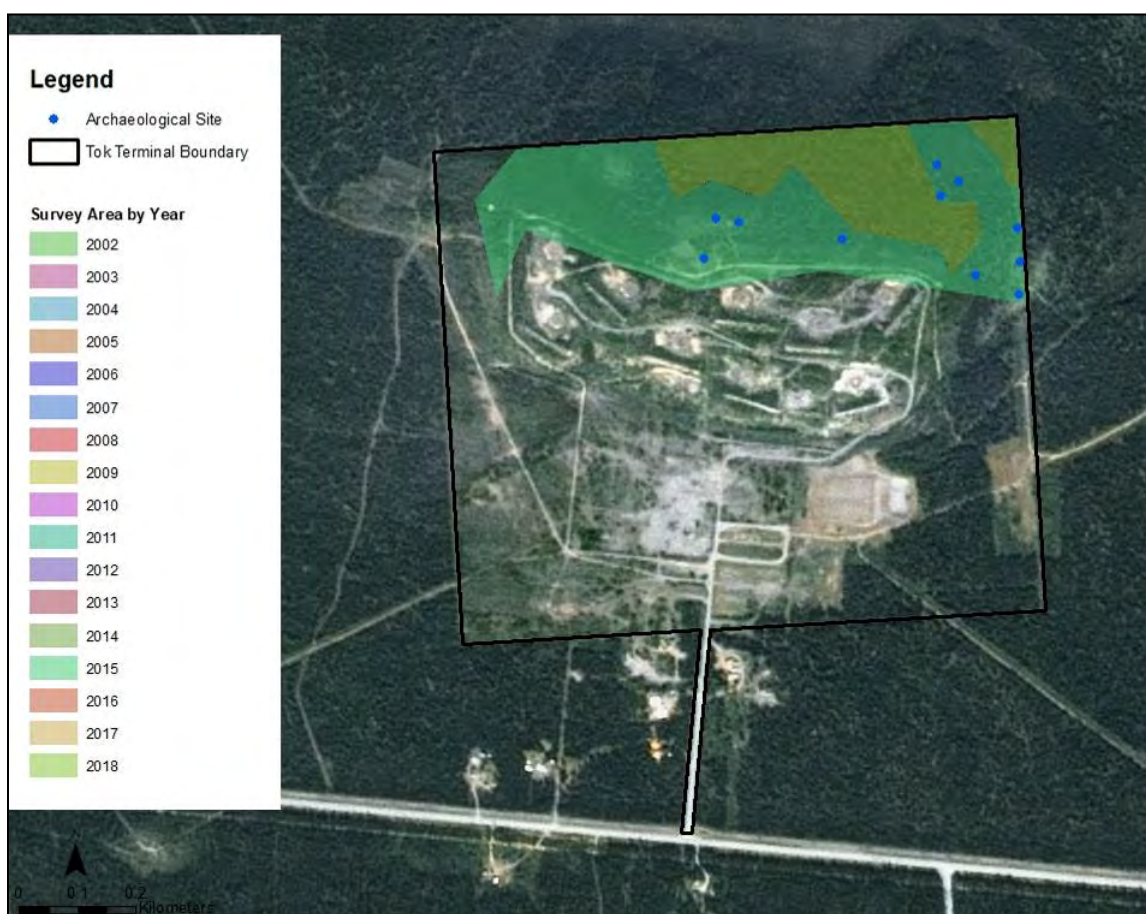 Legend
Archaeological Site
Tok Terminal Boundary
Survey Area by Year
2002
2003
2004
2005
2006
2007
2008
2009
2010
2011
2012
2013
2014
2015
2016
2017
2018
N
0 0.1 0.2
Kilometers